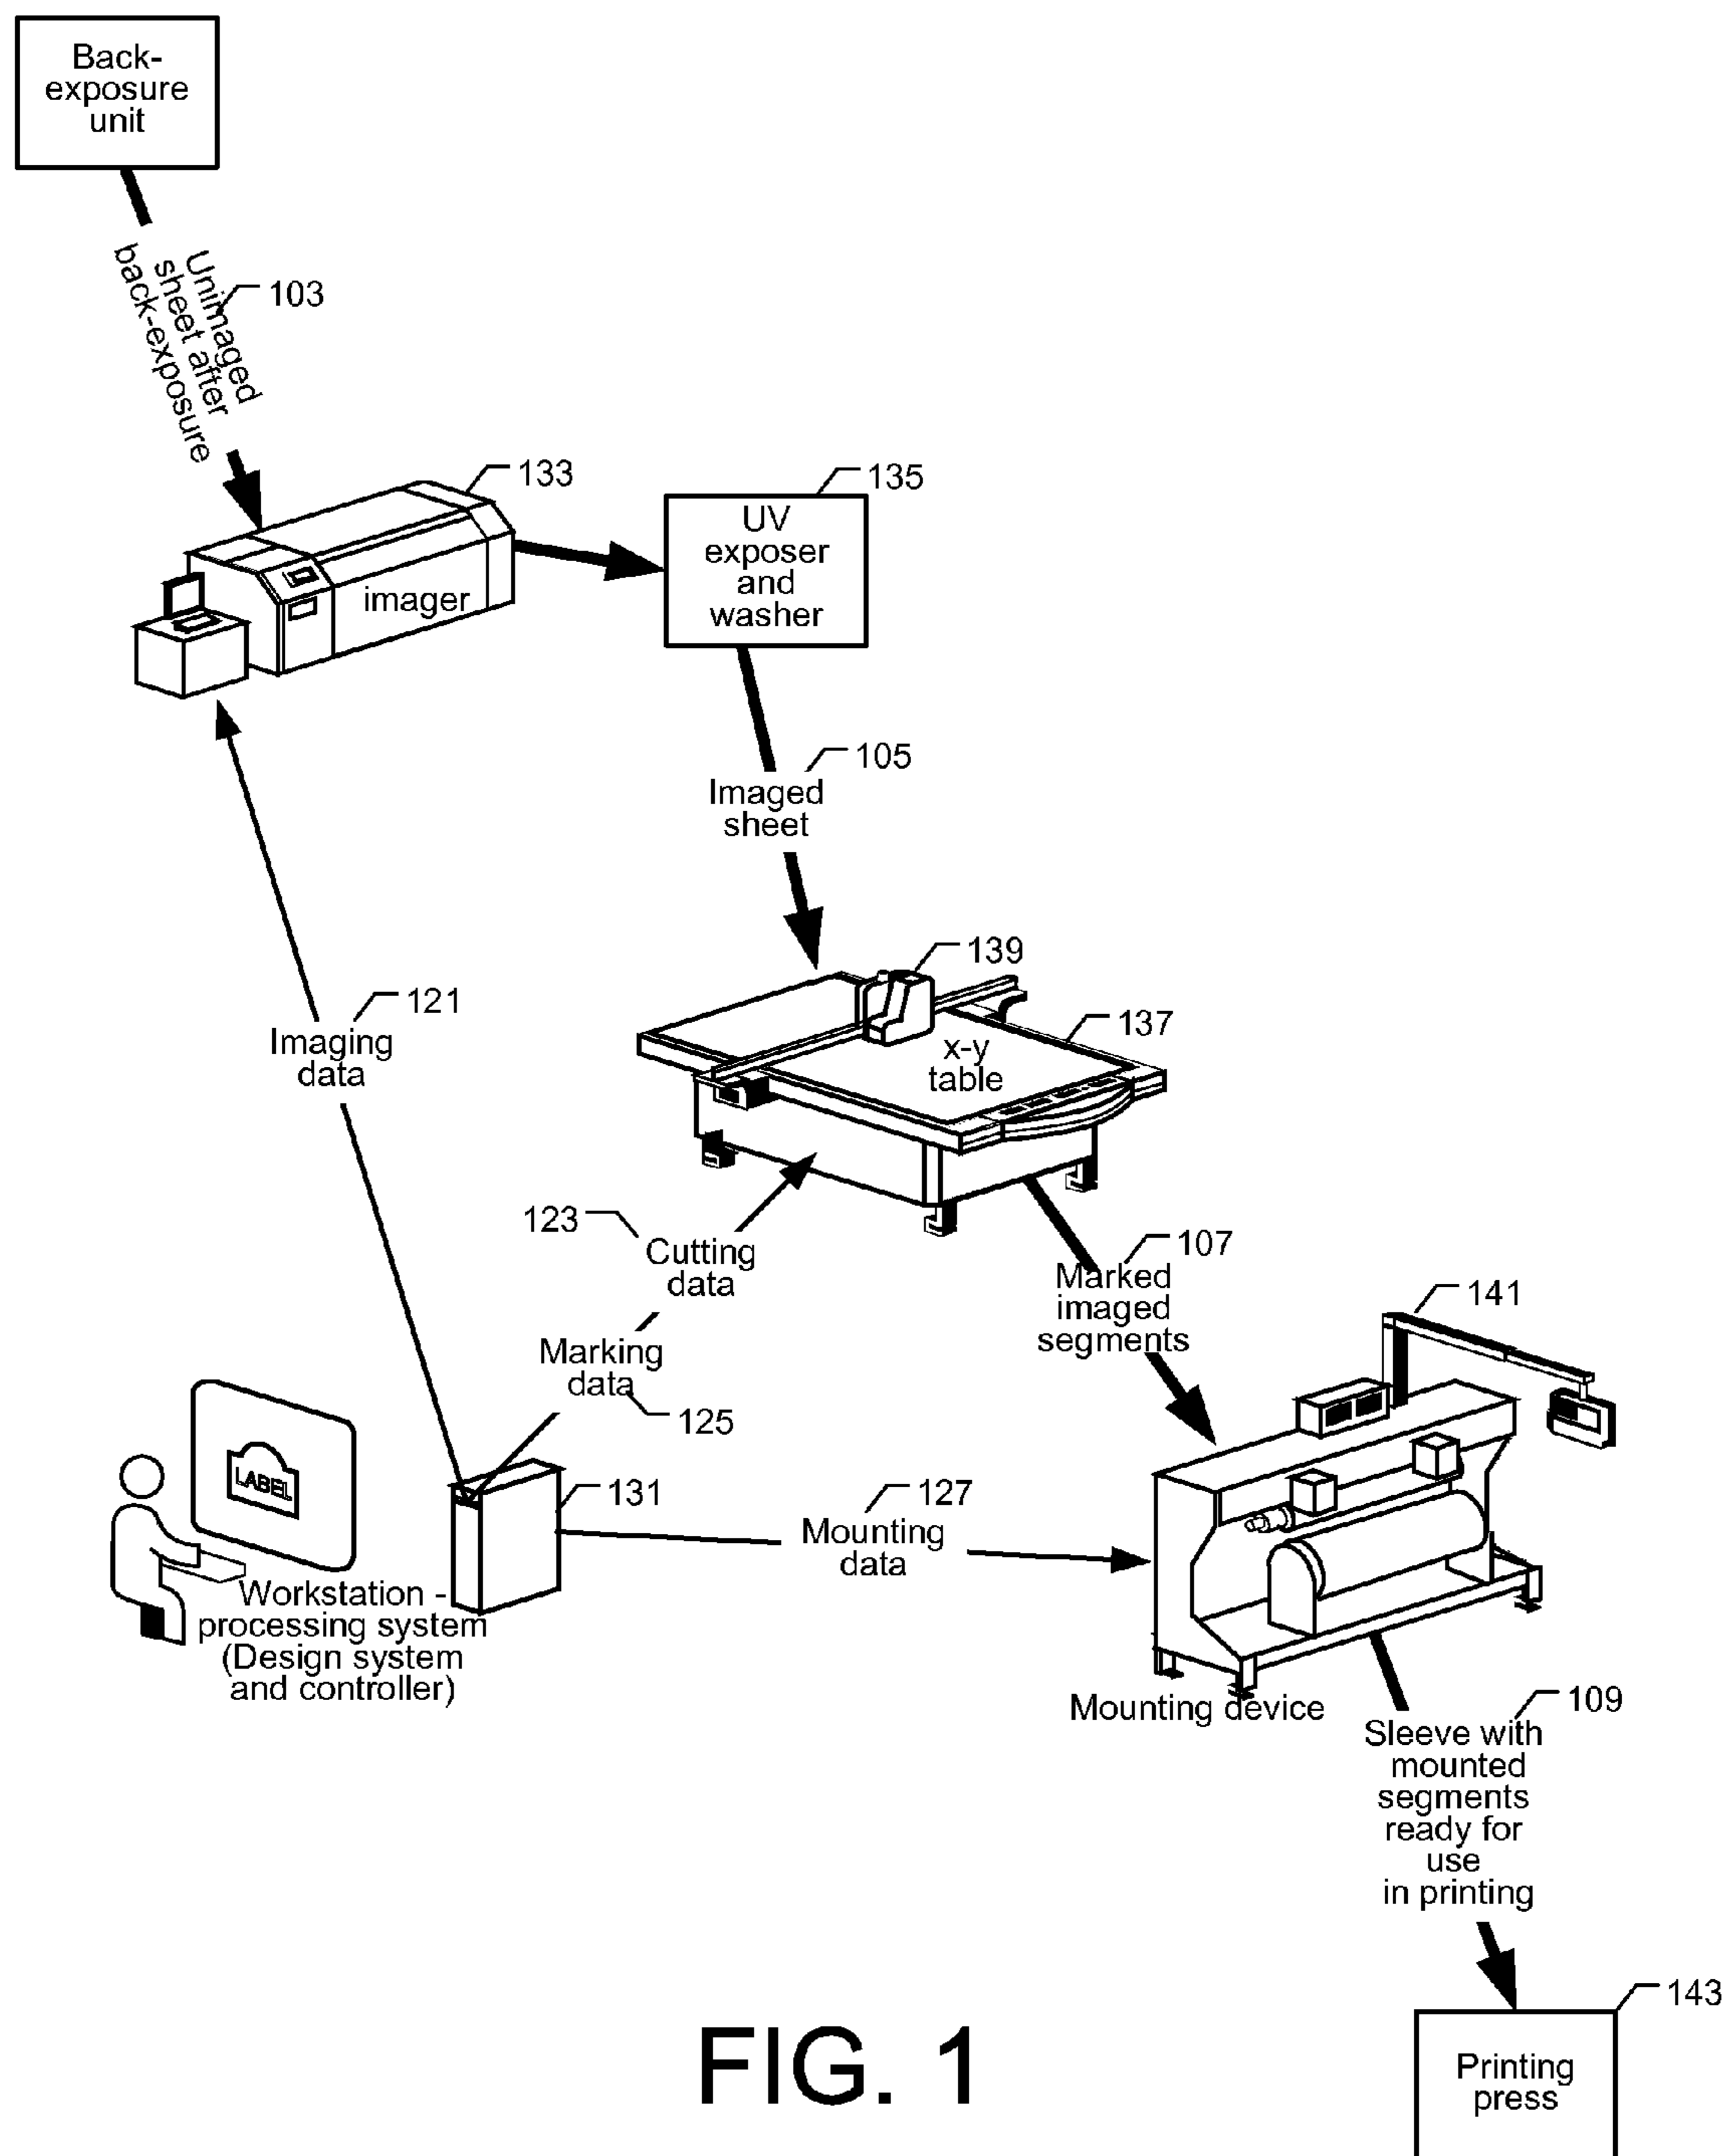 Back-
exposure
unit
Unimaged
sheet after
back-exposure
103
133
imager
135
UV
exposer
and
washer
105
Imaged
sheet
139
137
x-y
table
121
Imaging
data
123
Cutting
data
Marking
data
125
107
Marked
imaged
segments
141
LABEL
131
127
Mounting
data
Workstation -
processing system
(Design system
and controller)
Mounting device
109
Sleeve with
mounted
segments
ready for
use
in printing
143
Printing
press
FIG. 1